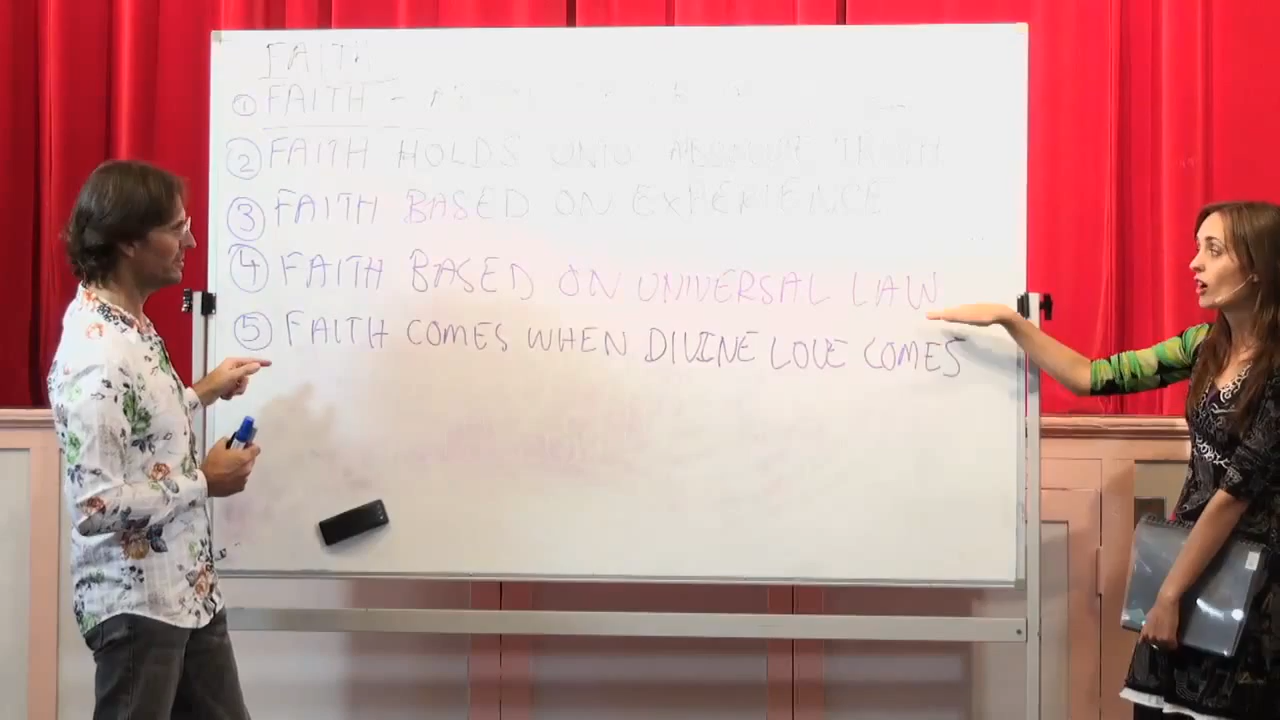 FAITH
① FAITH -
② FAITH HOLDS UNTO ABSOLUTE TRUTH
③ FAITH BASED ON EXPERIENCE
④ FAITH BASED ON UNIVERSAL LAW
⑤ FAITH COMES WHEN DIVINE LOVE COMES